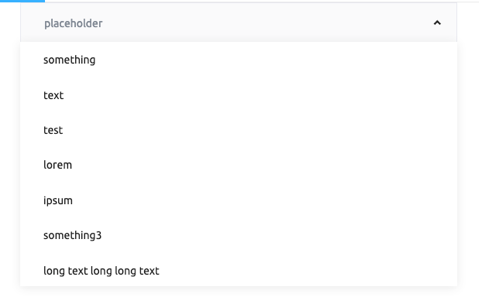 placeholder
something
text
test
lorem
ipsum
something3
long text long long text